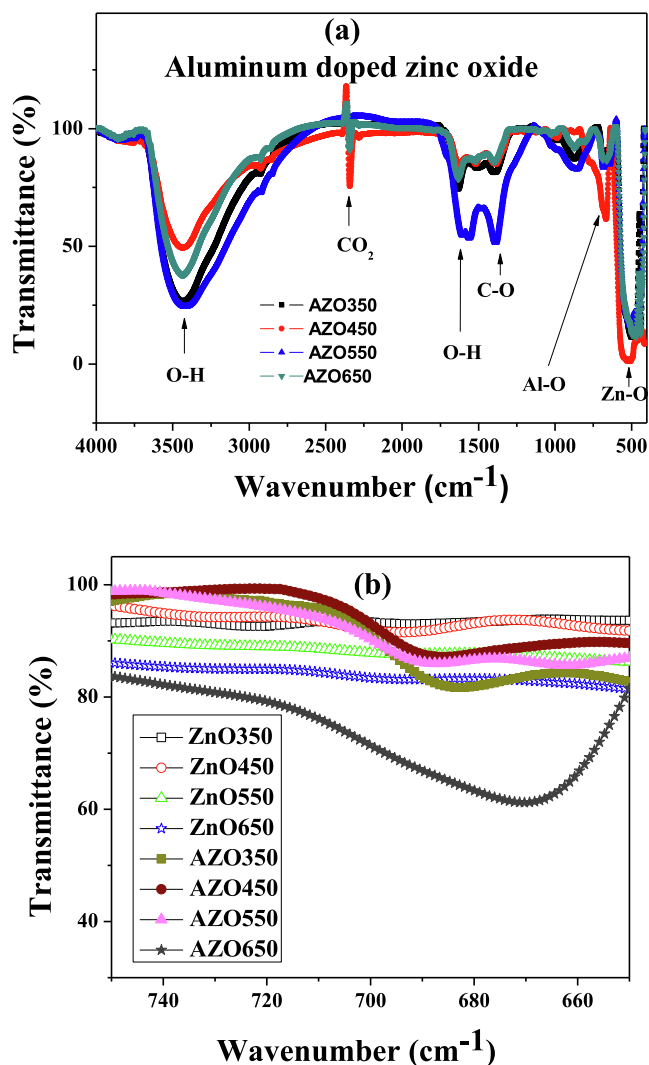 (a)
Aluminum doped zinc oxide
Transmittance (%)
100
50
0
CO2
O-H
O-H
C-O
Al-O
Zn-O
AZO350
AZO450
AZO550
AZO650
4000 3500 3000 2500 2000 1500 1000 500
Wavenumber (cm-1)
(b)
Transmittance (%)
100
80
60
40
ZnO350
ZnO450
ZnO550
ZnO650
AZO350
AZO450
AZO550
AZO650
740 720 700 680 660
Wavenumber (cm-1)